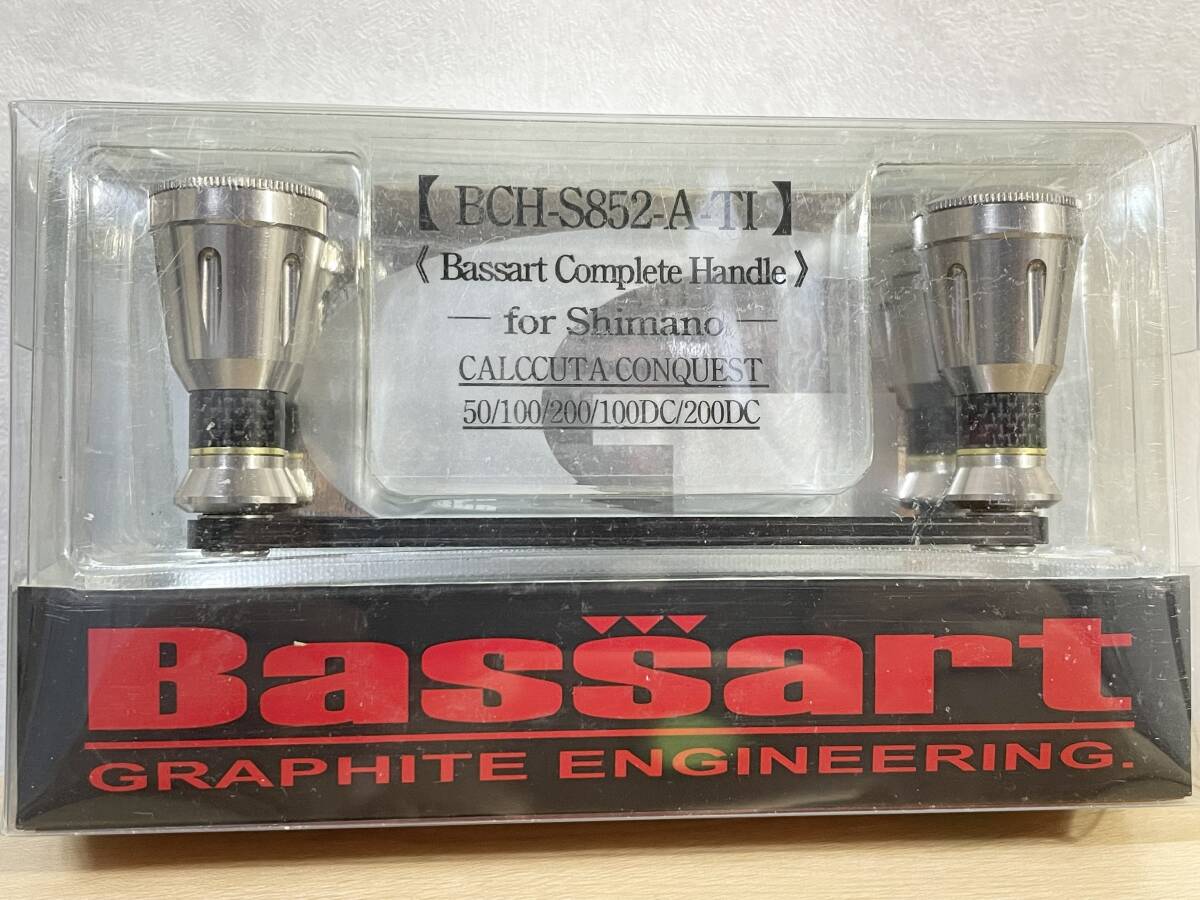 【 BCH-S852-A-TI 】
《 Bassart Complete Handle 》
— for Shimano —
CALCCUTA CONQUEST
50/100/200/100DC/200DC
Bassart
GRAPHITE ENGINEERING.